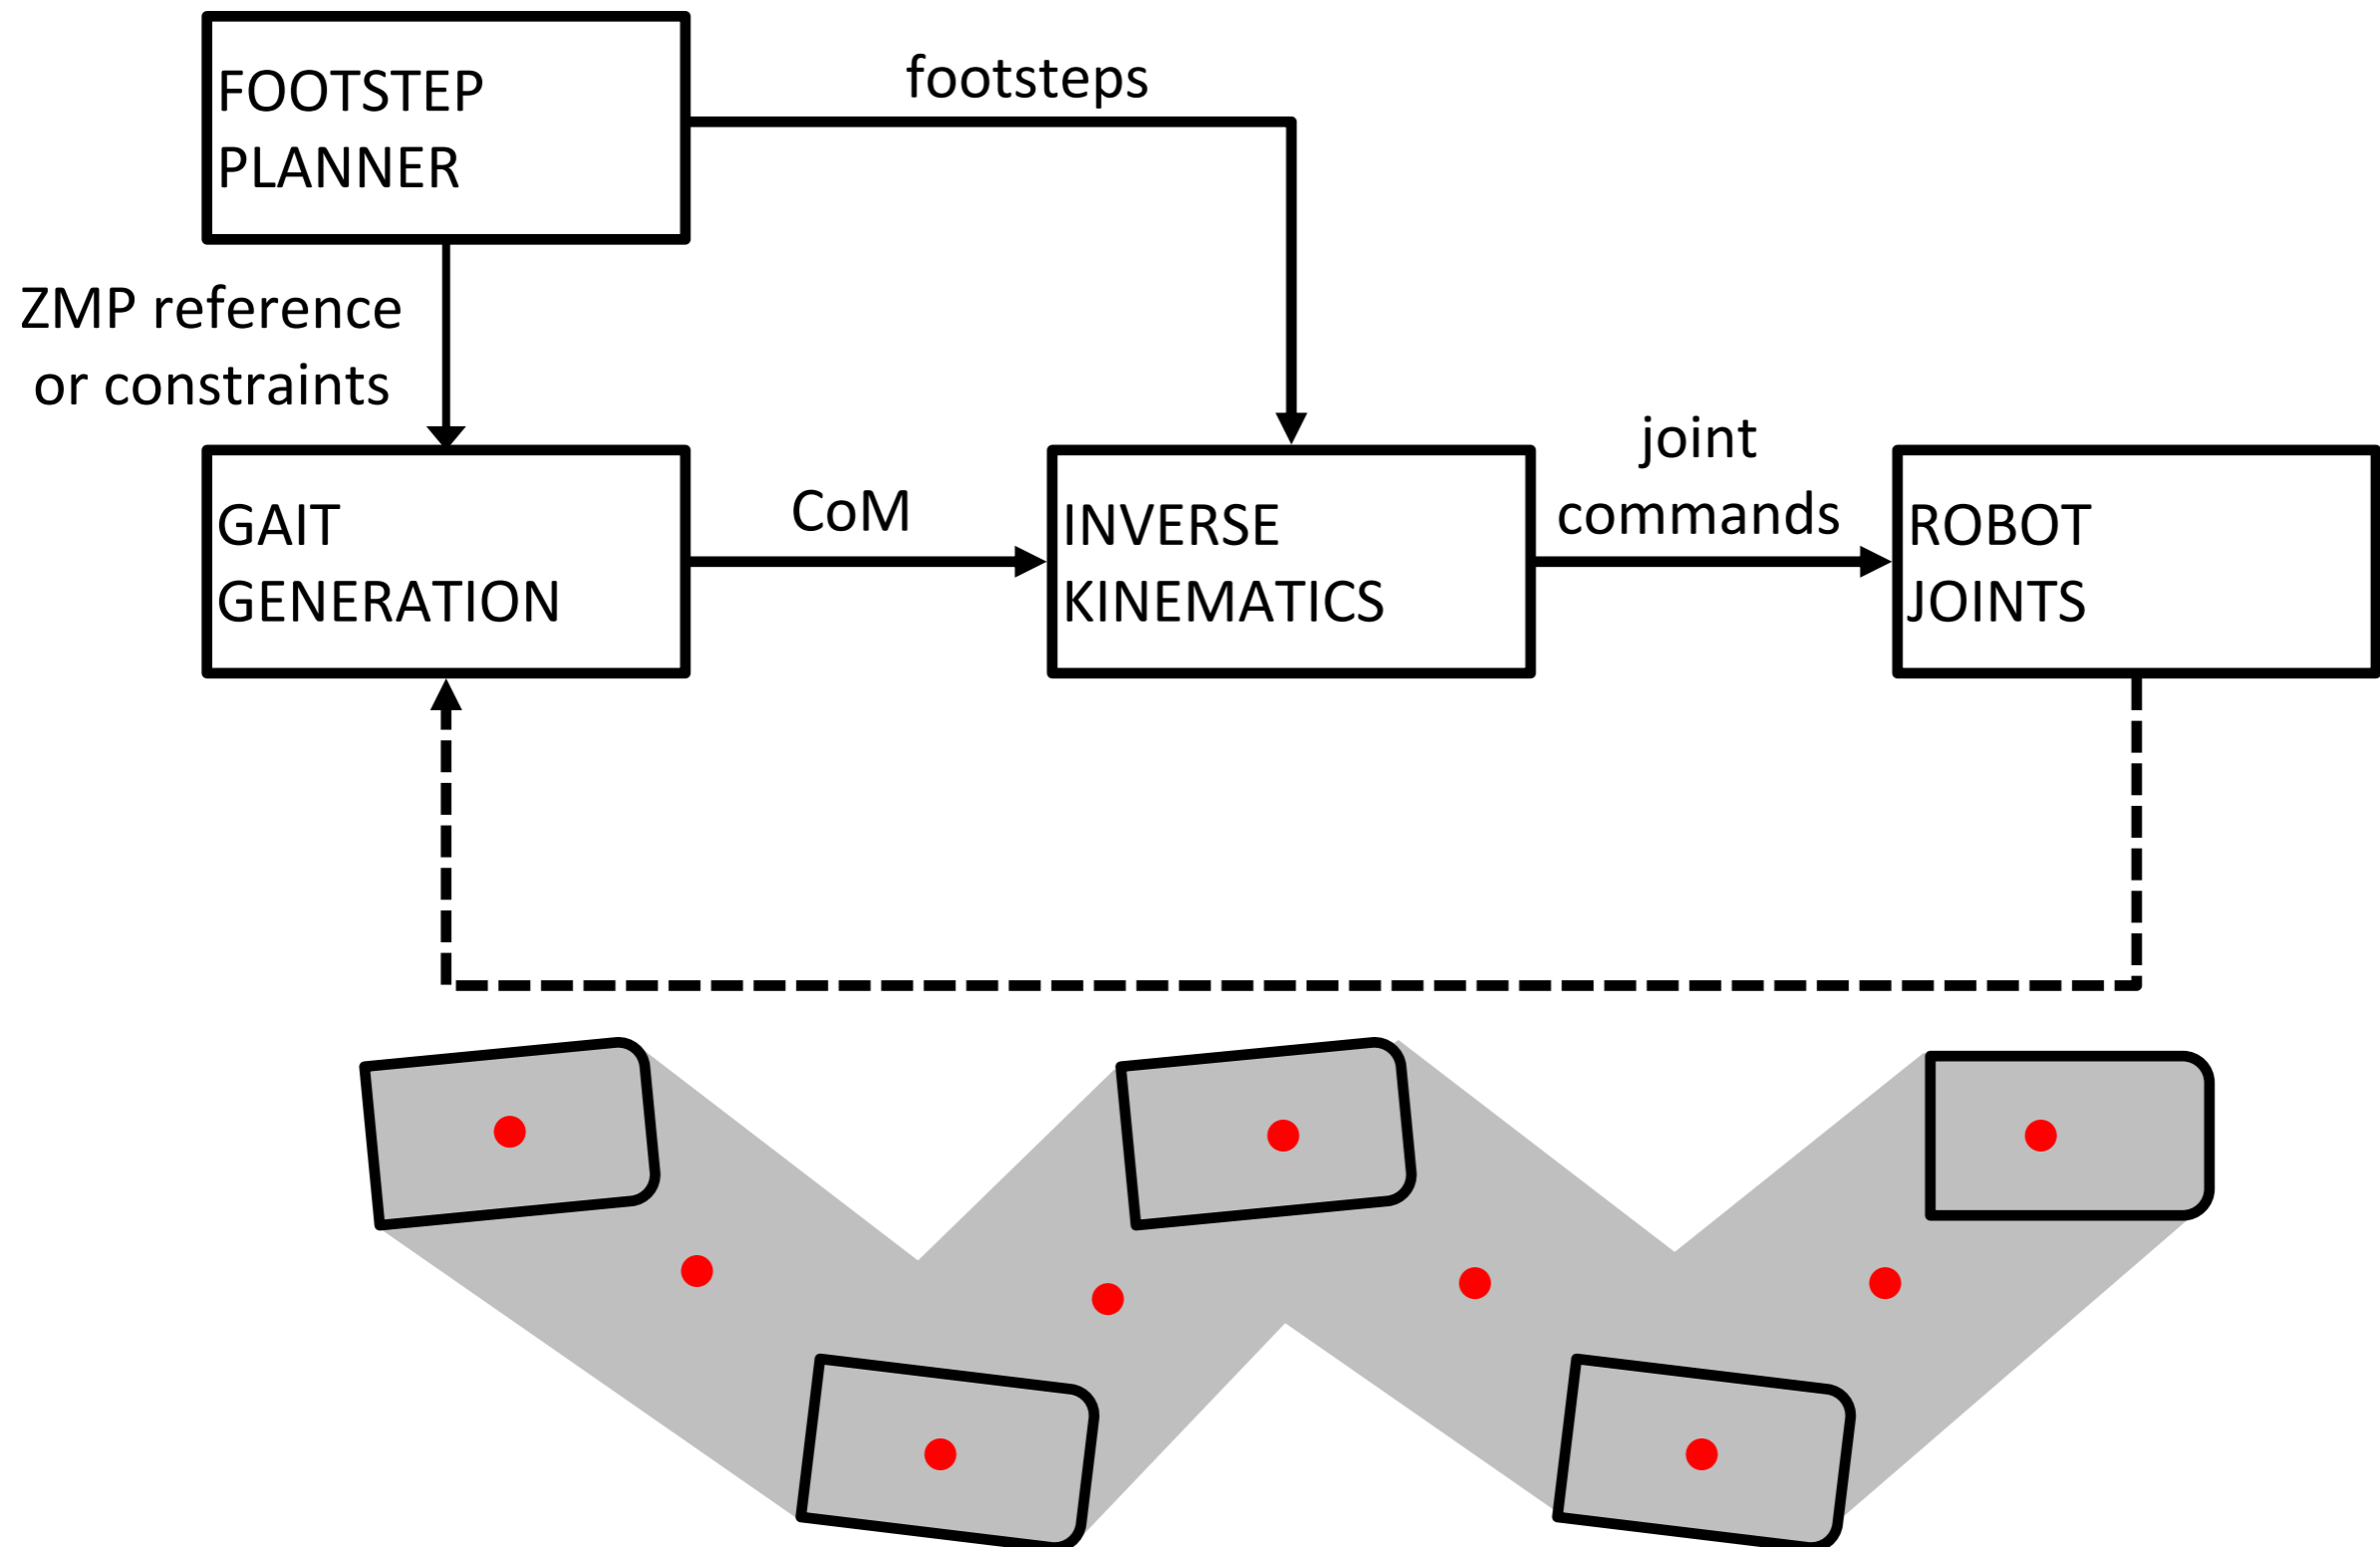 FOOTSTEP
PLANNER
footsteps
ZMP reference
or constraints
GAIT
GENERATION
CoM
INVERSE
KINEMATICS
joint
commands
ROBOT
JOINTS